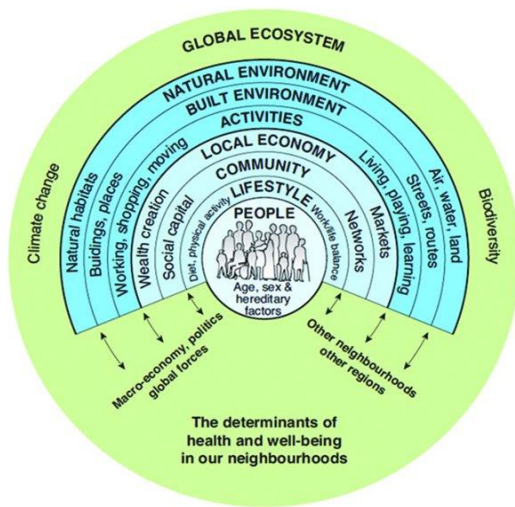 GLOBAL ECOSYSTEM
NATURAL ENVIRONMENT
BUILT ENVIRONMENT
ACTIVITIES
LOCAL ECONOMY
COMMUNITY
LIFESTYLE
PEOPLE
Age, sex &
hereditary
factors
Climate change
Natural habitats
Buidings, places
Working, shopping, moving
Wealth creation
Social capital
Diet, physical activity
Work/life balance
Networks
Markets
Living, playing, learning
Streets, routes
Air, water, land
Biodiversity
Macro-economy, politics
global forces
Other neighbourhoods
other regions
The determinants of
health and well-being
in our neighbourhoods